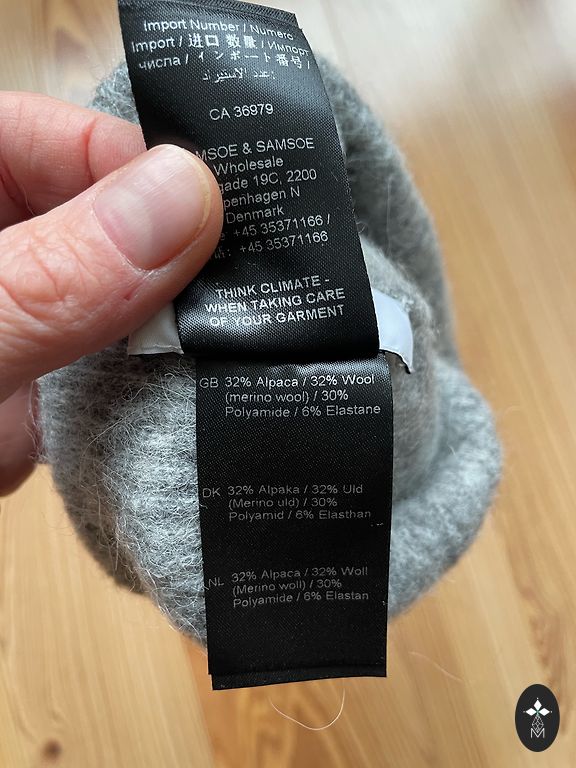 Import Number / Numero
Import / 进口 数量 / Импорт
числа / インポート 番号 /
عدد الاستيراد:
CA 36979
MSOE & SAMSOE
Wholesale
gade 19C, 2200
penhagen N
Denmark
: +45 35371166 /
: +45 35371166
THINK CLIMATE -
WHEN TAKING CARE
OF YOUR GARMENT
GB 32% Alpaca / 32% Wool
(merino wool) / 30%
Polyamide / 6% Elastane
DK 32% Alpaka / 32% Uld
(Merino uld) / 30%
Polyamid / 6% Elasthan
NL 32% Alpaca / 32% Woll
(Merino woll) / 30%
Polyamide / 6% Elastan
M